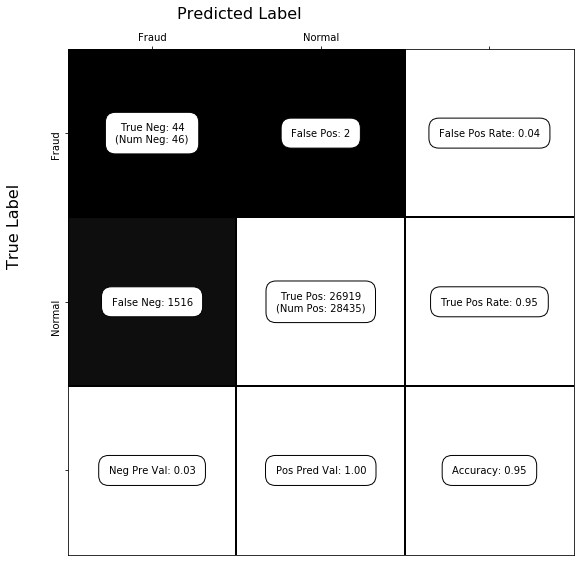 Predicted Label
Fraud
Normal
True Label
Fraud
True Neg: 44
(Num Neg: 46)
False Pos: 2
False Pos Rate: 0.04
Normal
False Neg: 1516
True Pos: 26919
(Num Pos: 28435)
True Pos Rate: 0.95
Neg Pre Val: 0.03
Pos Pred Val: 1.00
Accuracy: 0.95